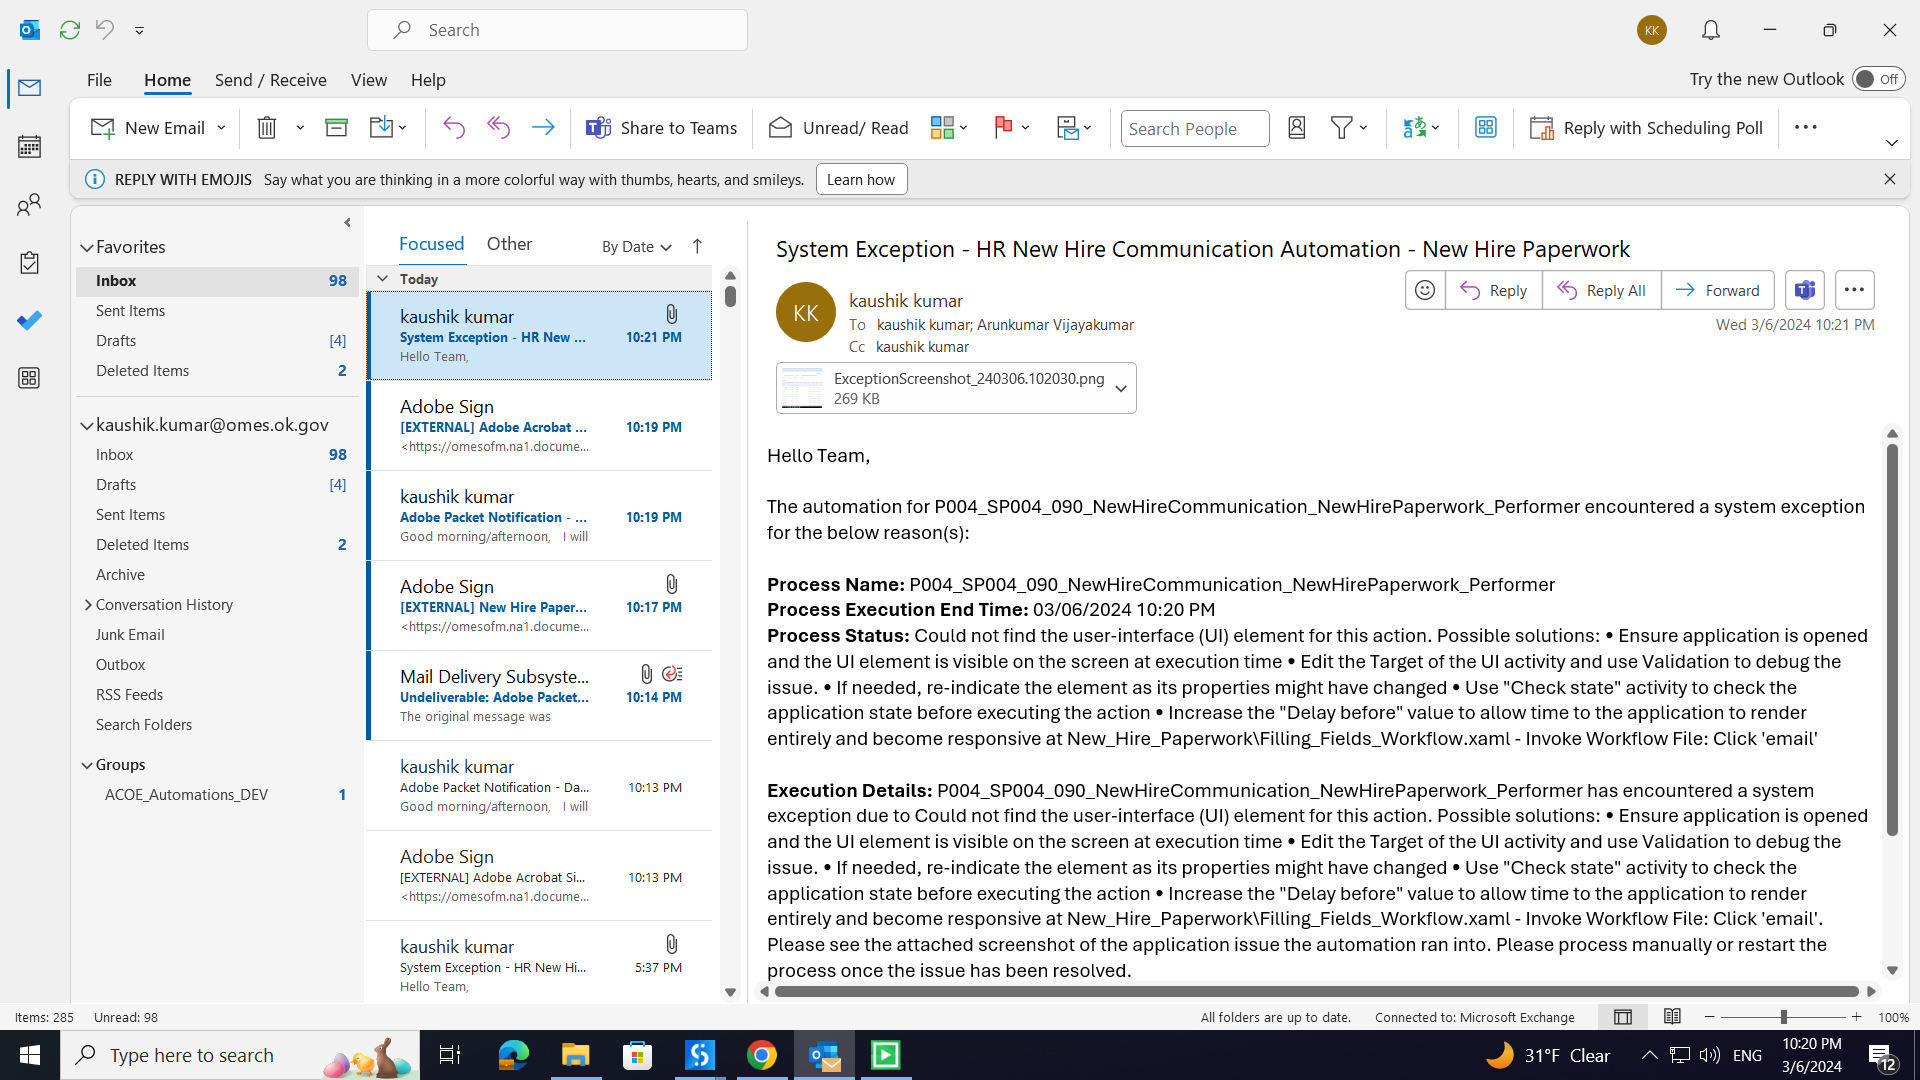 Search
KK
File
Home
Send / Receive
View
Help
Try the new Outlook
Off
New Email
Share to Teams
Unread/ Read
Search People
Reply with Scheduling Poll
REPLY WITH EMOJIS Say what you are thinking in a more colorful way with thumbs, hearts, and smileys.
Learn how
Favorites
Inbox 98
Sent Items
Drafts [4]
Deleted Items 2
kaushik.kumar@omes.ok.gov
Inbox 98
Drafts [4]
Sent Items
Deleted Items 2
Archive
Conversation History
Junk Email
Outbox
RSS Feeds
Search Folders
Groups
ACOE_Automations_DEV 1
Focused
Other
By Date
Today
kaushik kumar
System Exception - HR New ... 10:21 PM
Hello Team,
Adobe Sign
[EXTERNAL] Adobe Acrobat ... 10:19 PM
<https://omesofm.na1.docume...
kaushik kumar
Adobe Packet Notification - ... 10:19 PM
Good morning/afternoon, I will
Adobe Sign
[EXTERNAL] New Hire Paper... 10:17 PM
<https://omesofm.na1.docume...
Mail Delivery Subsyste...
Undeliverable: Adobe Packet... 10:14 PM
The original message was
kaushik kumar
Adobe Packet Notification - Da... 10:13 PM
Good morning/afternoon, I will
Adobe Sign
[EXTERNAL] Adobe Acrobat Si... 10:13 PM
<https://omesofm.na1.docume...
kaushik kumar
System Exception - HR New Hi... 5:37 PM
Hello Team,
System Exception - HR New Hire Communication Automation - New Hire Paperwork
KK
kaushik kumar
To kaushik kumar; Arunkumar Vijayakumar
Cc kaushik kumar
Reply
Reply All
Forward
Wed 3/6/2024 10:21 PM
ExceptionScreenshot_240306.102030.png
269 KB
Hello Team,
The automation for P004_SP004_090_NewHireCommunication_NewHirePaperwork_Performer encountered a system exception
for the below reason(s):
Process Name: P004_SP004_090_NewHireCommunication_NewHirePaperwork_Performer
Process Execution End Time: 03/06/2024 10:20 PM
Process Status: Could not find the user-interface (UI) element for this action. Possible solutions: • Ensure application is opened
and the UI element is visible on the screen at execution time • Edit the Target of the UI activity and use Validation to debug the
issue. • If needed, re-indicate the element as its properties might have changed • Use "Check state" activity to check the
application state before executing the action • Increase the "Delay before" value to allow time to the application to render
entirely and become responsive at New_Hire_Paperwork\Filling_Fields_Workflow.xaml - Invoke Workflow File: Click 'email'
Execution Details: P004_SP004_090_NewHireCommunication_NewHirePaperwork_Performer has encountered a system
exception due to Could not find the user-interface (UI) element for this action. Possible solutions: • Ensure application is opened
and the UI element is visible on the screen at execution time • Edit the Target of the UI activity and use Validation to debug the
issue. • If needed, re-indicate the element as its properties might have changed • Use "Check state" activity to check the
application state before executing the action • Increase the "Delay before" value to allow time to the application to render
entirely and become responsive at New_Hire_Paperwork\Filling_Fields_Workflow.xaml - Invoke Workflow File: Click 'email'.
Please see the attached screenshot of the application issue the automation ran into. Please process manually or restart the
process once the issue has been resolved.
Items: 285
Unread: 98
All folders are up to date.
Connected to: Microsoft Exchange
100%
Type here to search
31°F Clear
ENG
10:20 PM
3/6/2024
12